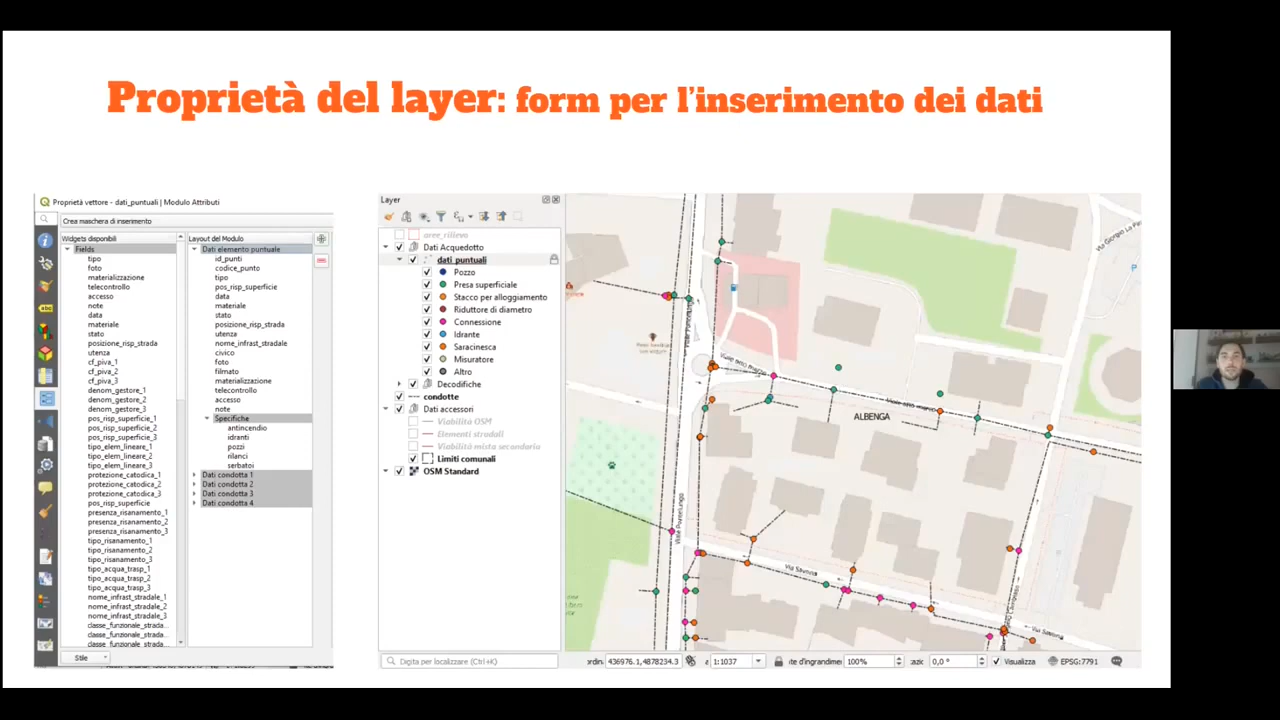 Proprietà del layer: form per l'inserimento dei dati
Proprietà vettore - dati_puntuali | Modulo Attributi
Crea maschera di inserimento
Widgets disponibili
Fields
tipo
foto
materializzazione
telecontrollo
accesso
note
data
materiale
stato
posizione_risp_strada
utenza
cf_piva_1
cf_piva_2
cf_piva_3
denom_gestore_1
denom_gestore_2
denom_gestore_3
pos_risp_superficie_1
pos_risp_superficie_2
pos_risp_superficie_3
tipo_elem_lineare_1
tipo_elem_lineare_2
tipo_elem_lineare_3
protezione_catodica_1
protezione_catodica_2
protezione_catodica_3
pos_risp_superficie
presenza_risanamento_1
presenza_risanamento_2
presenza_risanamento_3
tipo_risanamento_1
tipo_risanamento_2
tipo_risanamento_3
tipo_acqua_trasp_1
tipo_acqua_trasp_2
tipo_acqua_trasp_3
nome_infrast_stradale_1
nome_infrast_stradale_2
nome_infrast_stradale_3
classe_funzionale_strada...
classe_funzionale_strada...
Stile
Layout del Modulo
Dati elemento puntuale
id_punti
codice_punto
tipo
pos_risp_superficie
data
materiale
stato
posizione_risp_strada
utenza
nome_infrast_stradale
civico
foto
filmato
materializzazione
telecontrollo
accesso
note
Specifiche
antincendio
idranti
pozzi
rilanci
serbatoi
Dati condotta 1
Dati condotta 2
Dati condotta 3
Dati condotta 4
Layer
aree_rilievo
Dati Acquedotto
dati_puntuali
Pozzo
Presa superficiale
Stacco per alloggiamento
Riduttore di diametro
Connessione
Idrante
Saracinesca
Misuratore
Altro
Decodifiche
condotte
Dati accessori
Viabilità OSM
Elementi stradali
Viabilità mista secondaria
Limiti comunali
OSM Standard
Digita per localizzare (Ctrl+K)
ALBENGA
Viale Pontelungo
Via Savona
Via Savona
P
436976.1,4878234.3
1:1037
te d'ingrandimer
100%
0,0 °
Visualizza
EPSG:7791